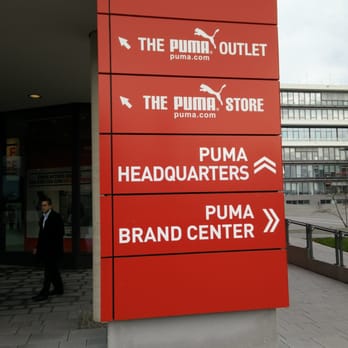 THE PUMA OUTLET
puma.com
THE PUMA STORE
puma.com
PUMA
HEADQUARTERS
PUMA
BRAND CENTER